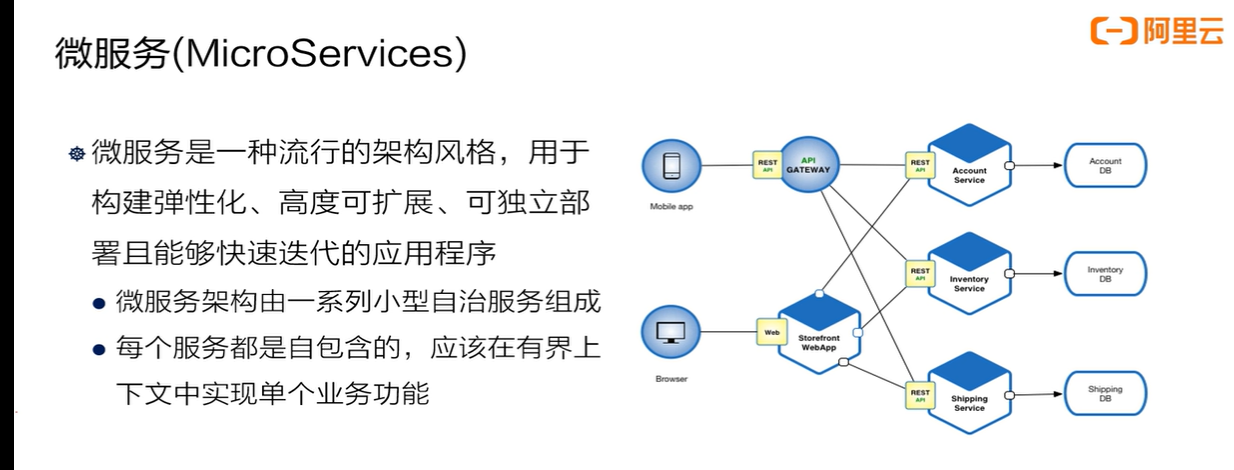 微服务(MicroServices)
阿里云
微服务是一种流行的架构风格，用于
构建弹性化、高度可扩展、可独立部
署且能够快速迭代的应用程序
微服务架构由一系列小型自治服务组成
每个服务都是自包含的，应该在有界上
下文中实现单个业务功能
Mobile app
REST
API
API
GATEWAY
REST
API
Account
Service
Account
DB
REST
API
Inventory
Service
Inventory
DB
Browser
Web
Storefront
WebApp
REST
API
Shipping
Service
Shipping
DB